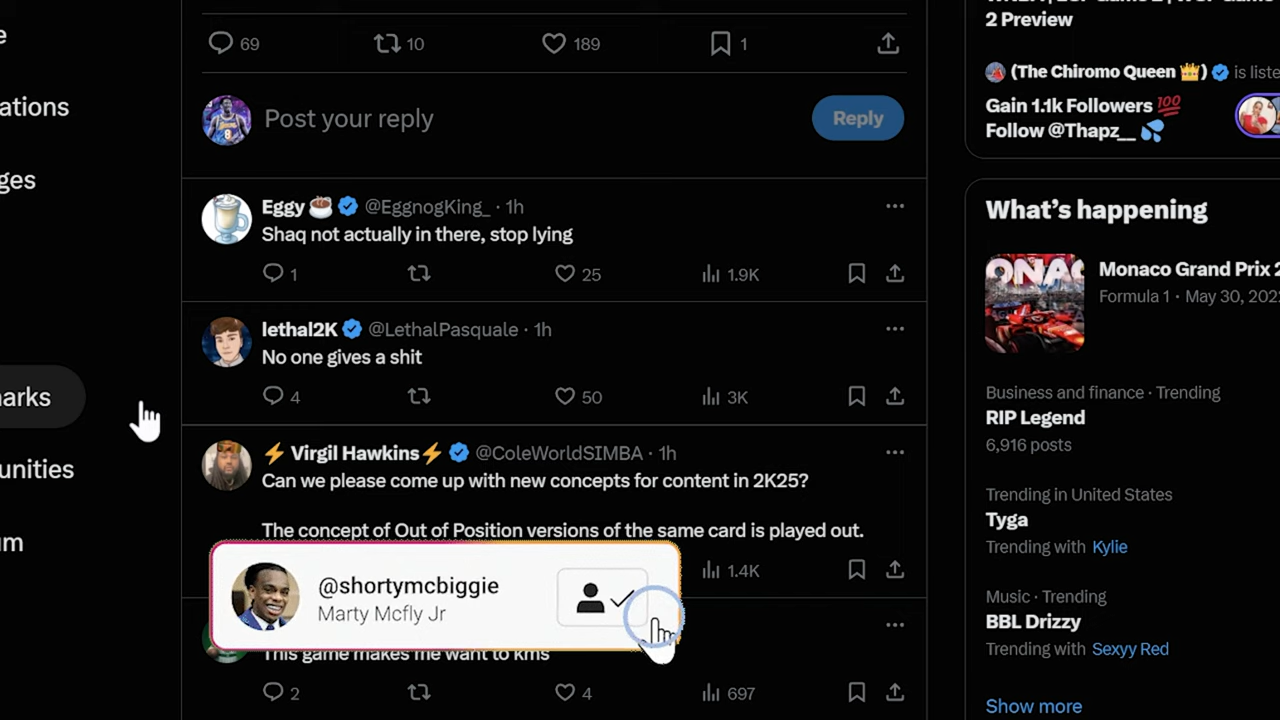 e
ations
ges
arks
unities
m
69
10
189
1
Post your reply
Reply
Eggy
@EggnogKing_ · 1h
Shaq not actually in there, stop lying
1
25
1.9K
lethal2K
@LethalPasquale · 1h
No one gives a shit
4
50
3K
⚡ Virgil Hawkins⚡
@ColeWorldSIMBA · 1h
Can we please come up with new concepts for content in 2K25?
The concept of Out of Position versions of the same card is played out.
1.4K
@shortymcbiggie
Marty Mcfly Jr
This game makes me want to kms
2
4
697
2 Preview
(The Chiromo Queen 👑) is liste
Gain 1.1k Followers 💯
Follow @Thapz__ 💦
What's happening
Monaco Grand Prix 2
Formula 1 · May 30, 202
Business and finance · Trending
RIP Legend
6,916 posts
Trending in United States
Tyga
Trending with Kylie
Music · Trending
BBL Drizzy
Trending with Sexyy Red
Show more